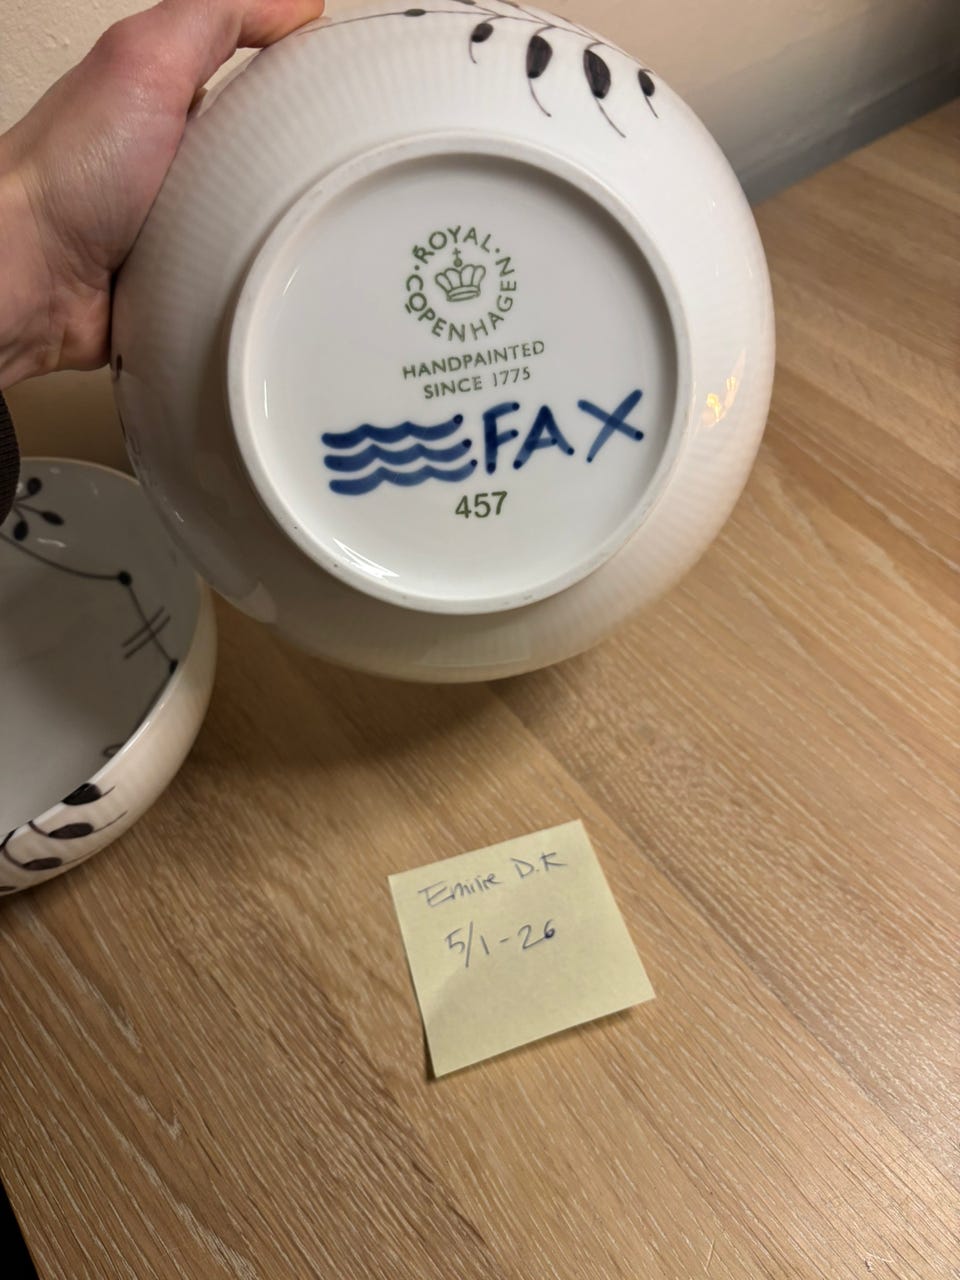 ROYAL · COPENHAGEN
HANDPAINTED
SINCE 1775
FAX
457
Emilie D.K
5/1-26